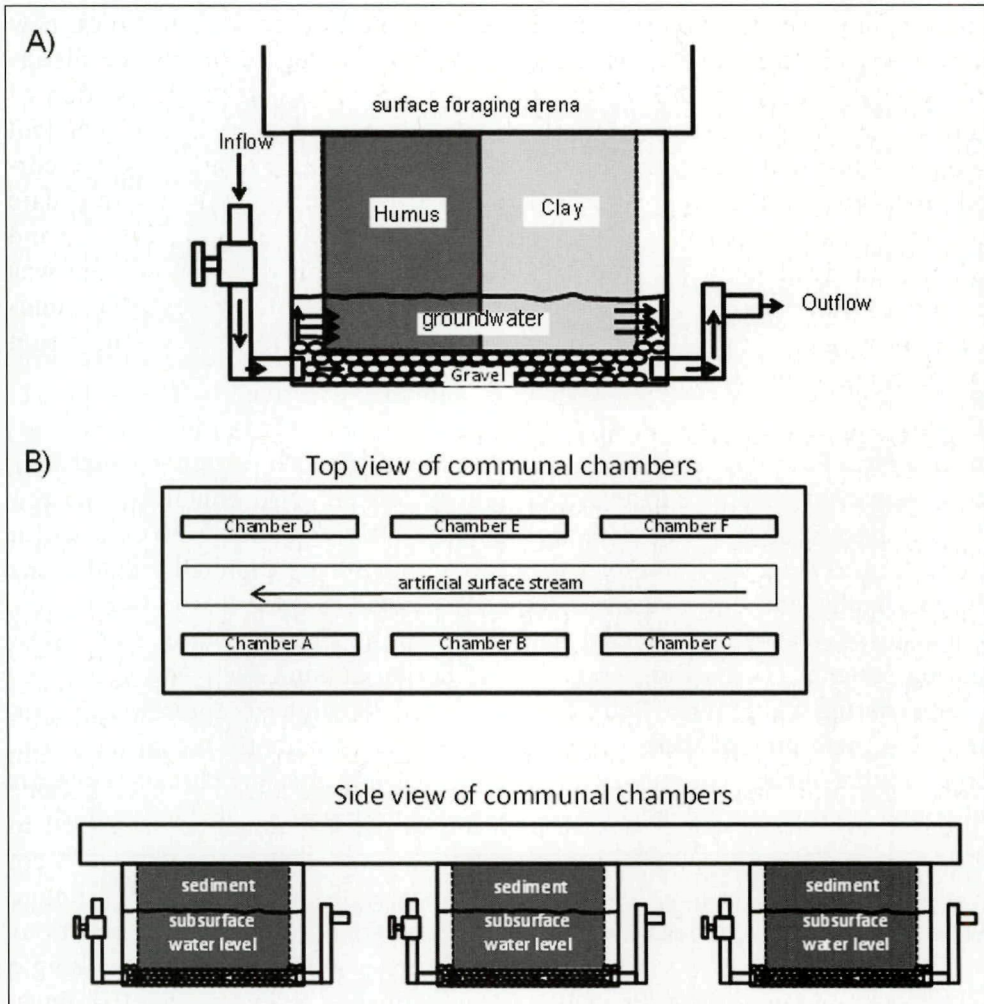 A)
surface foraging arena
Inflow
Humus
Clay
groundwater
Outflow
Gravel
B)
Top view of communal chambers
Chamber D
Chamber E
Chamber F
artificial surface stream
Chamber A
Chamber B
Chamber C
Side view of communal chambers
sediment
subsurface
water level
sediment
subsurface
water level
sediment
subsurface
water level